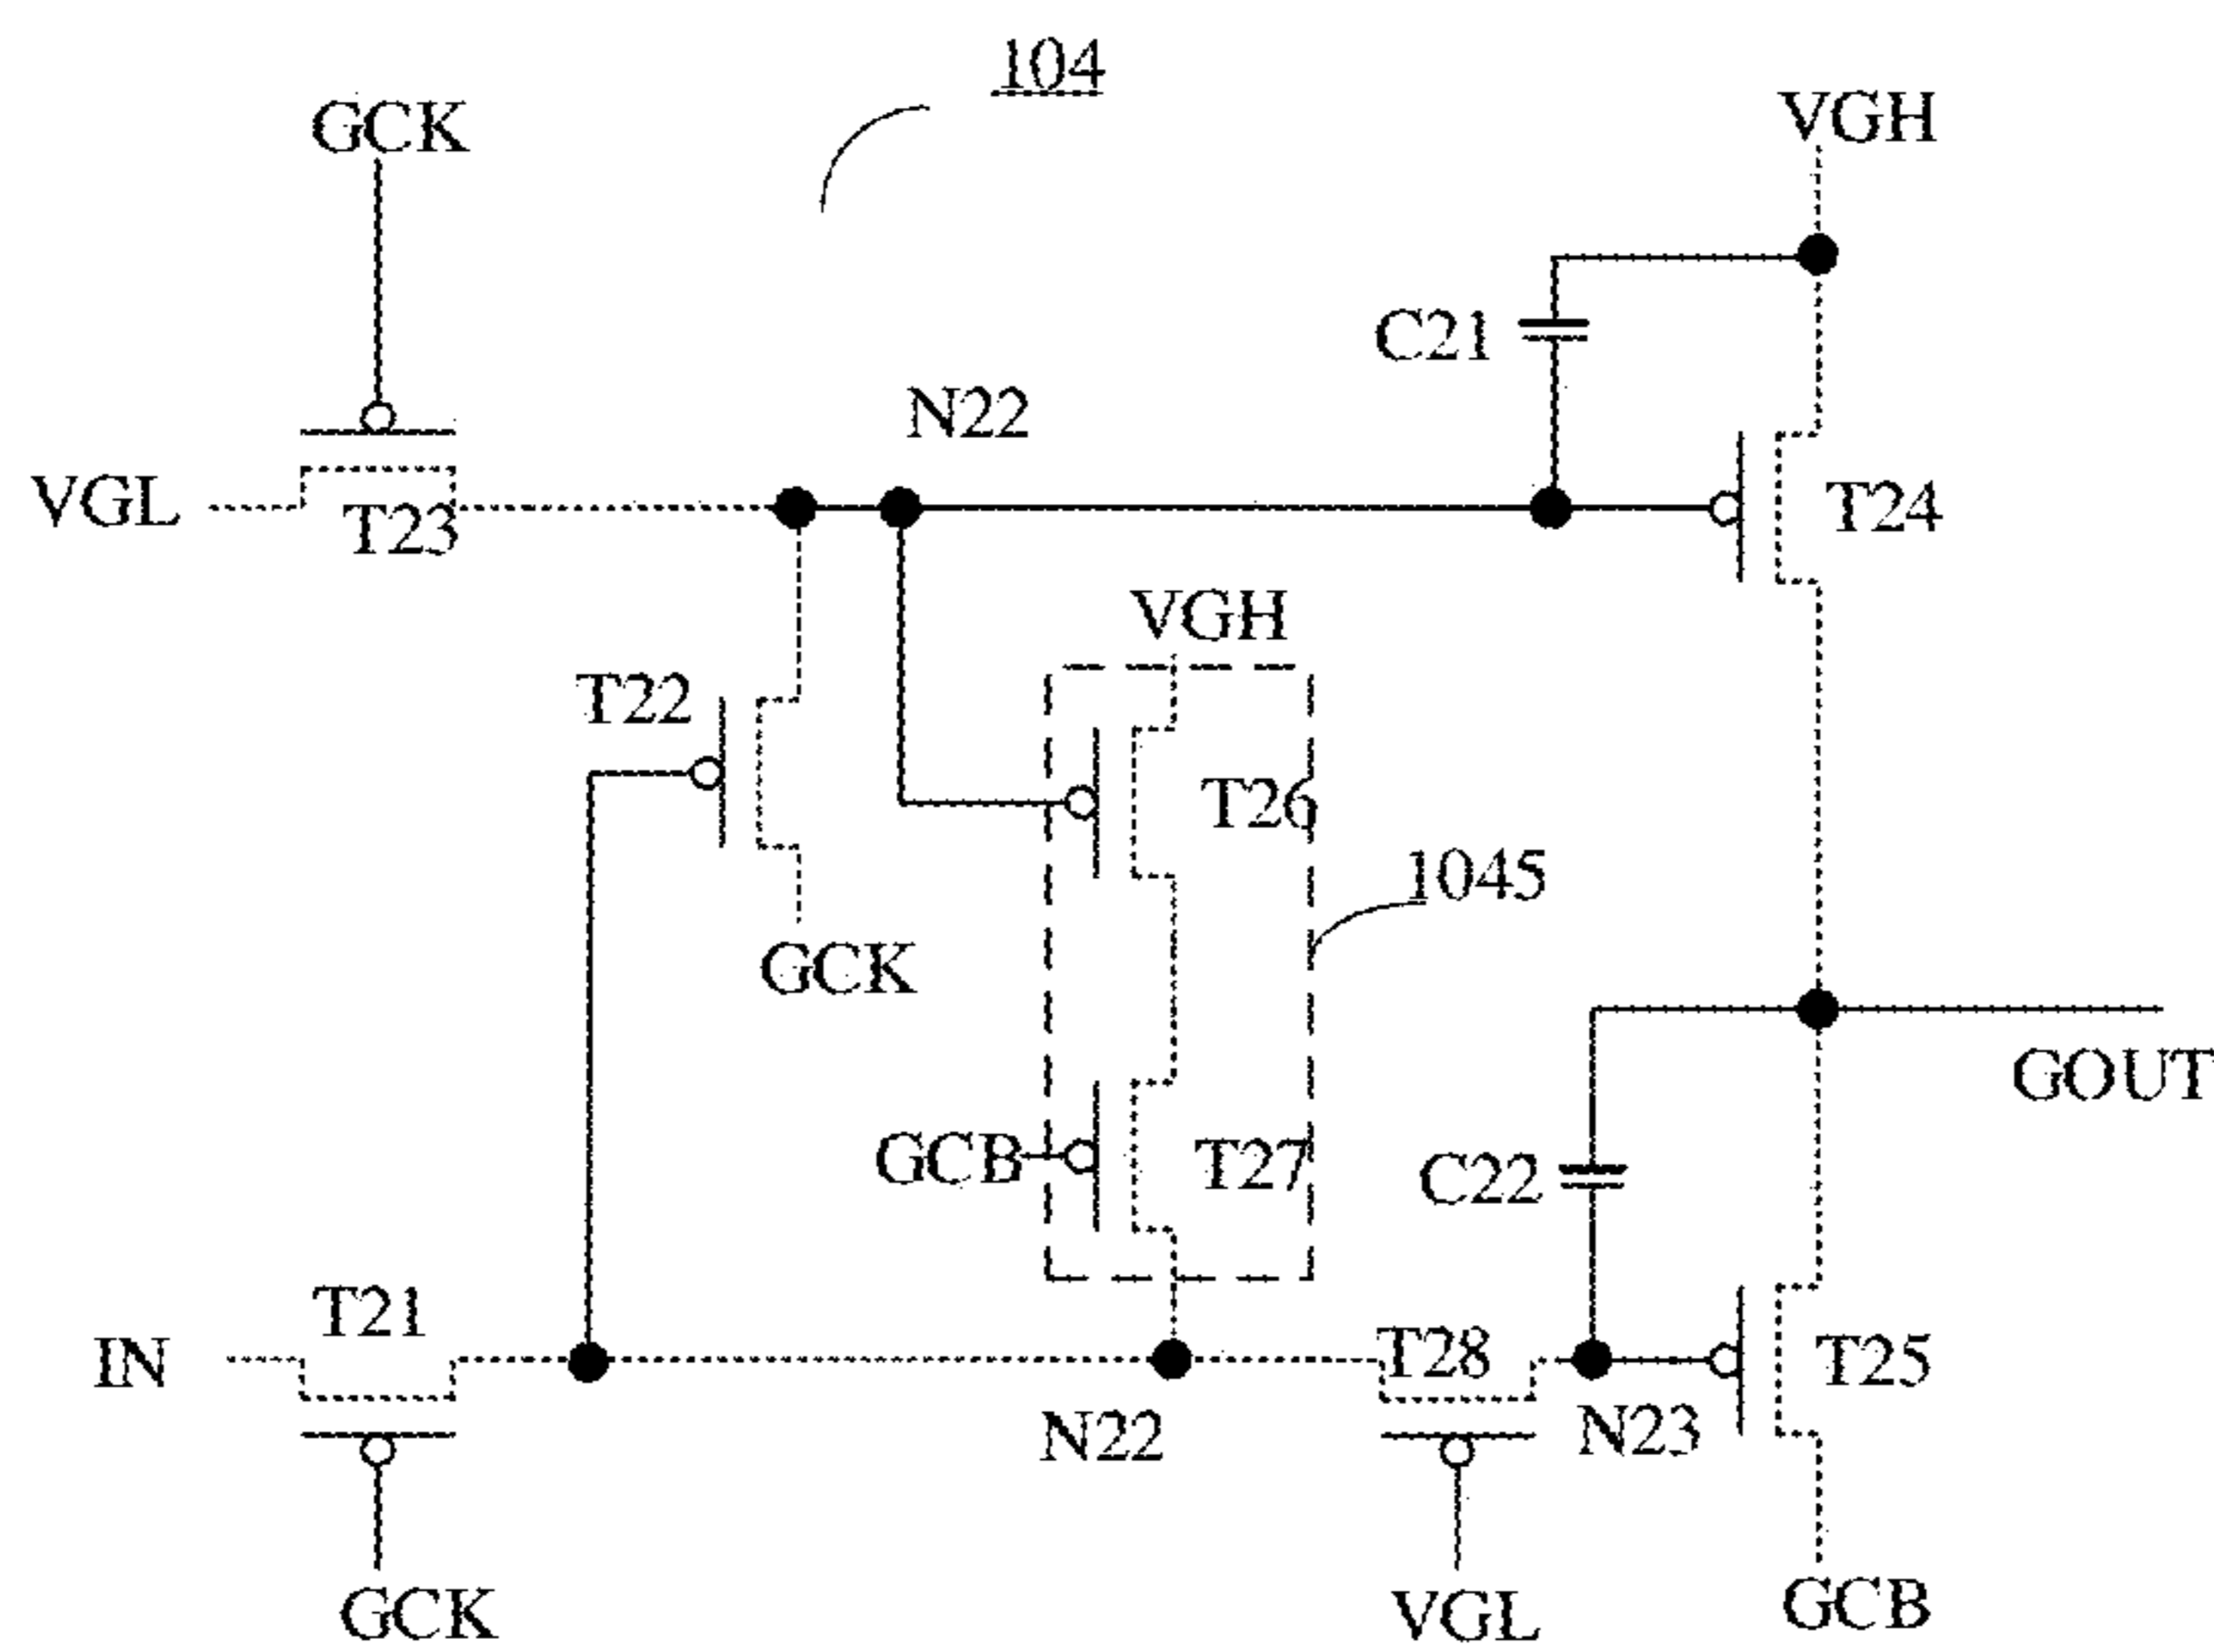 104
GCK
VGH
C21
N22
VGL
T23
T24
VGH
T22
T26
1045
GCK
GOUT
GCB
T27
C22
T21
IN
T28
T25
N22
N23
GCK
VGL
GCB